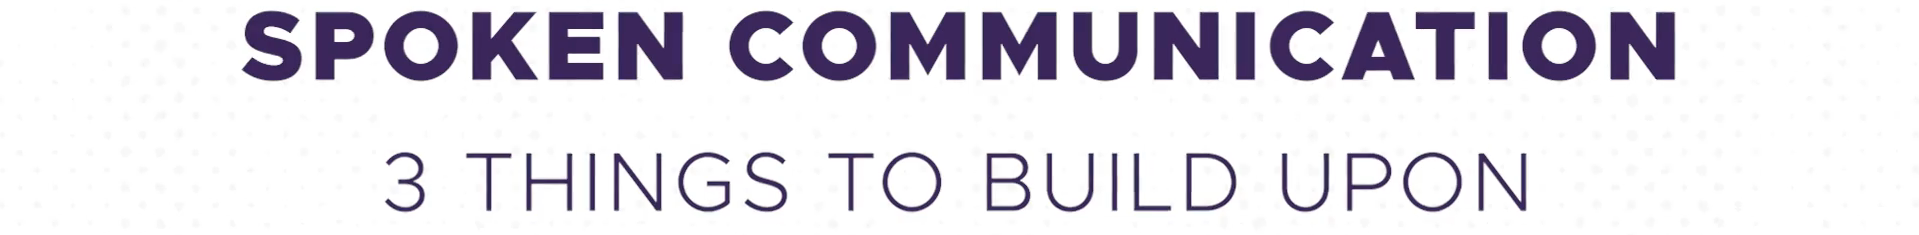 SPOKEN COMMUNICATION
3 THINGS TO BUILD UPON